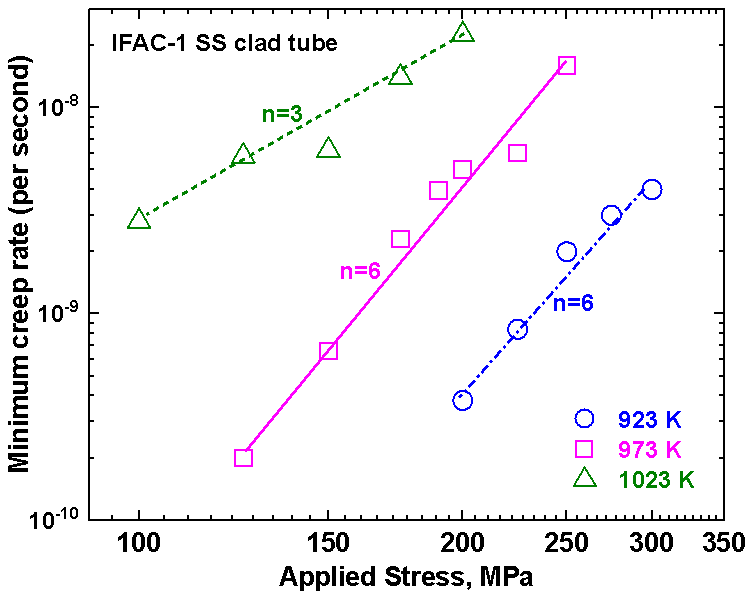 IFAC-1 SS clad tube
n=3
n=6
n=6
923 K
973 K
1023 K
Minimum creep rate (per second)
10-8
10-9
10-10
100 150 200 250 300 350
Applied Stress, MPa